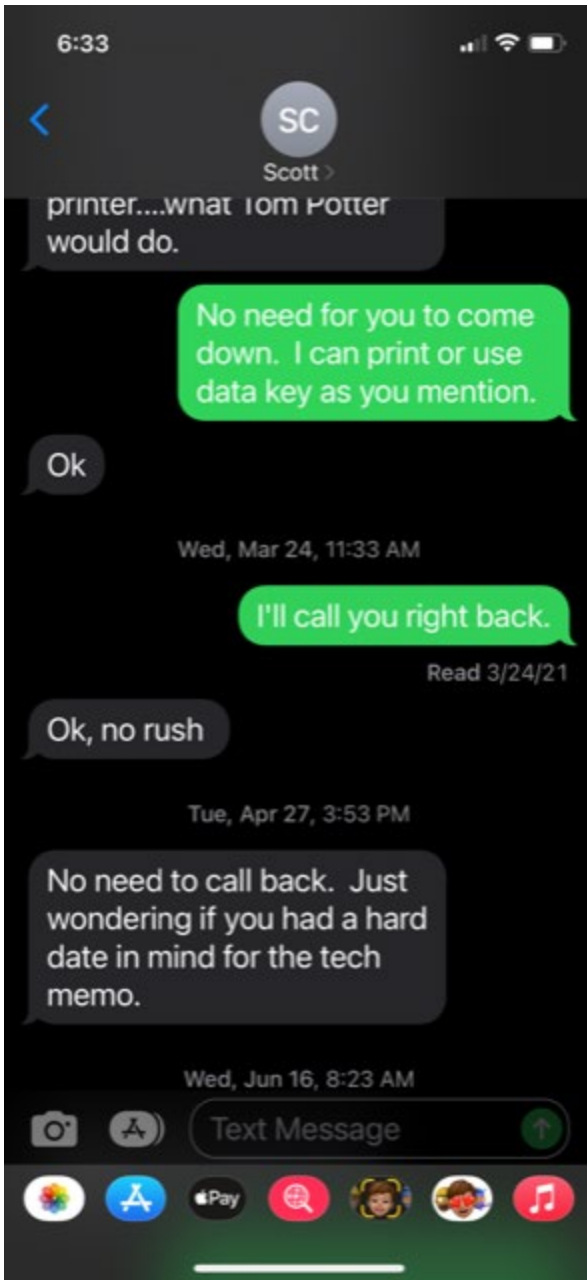 6:33
SC
Scott
printer....what Tom Potter
would do.
No need for you to come
down.  I can print or use
data key as you mention.
Ok
Wed, Mar 24, 11:33 AM
I'll call you right back.
Read 3/24/21
Ok, no rush
Tue, Apr 27, 3:53 PM
No need to call back.  Just
wondering if you had a hard
date in mind for the tech
memo.
Wed, Jun 16, 8:23 AM
Text Message
Pay